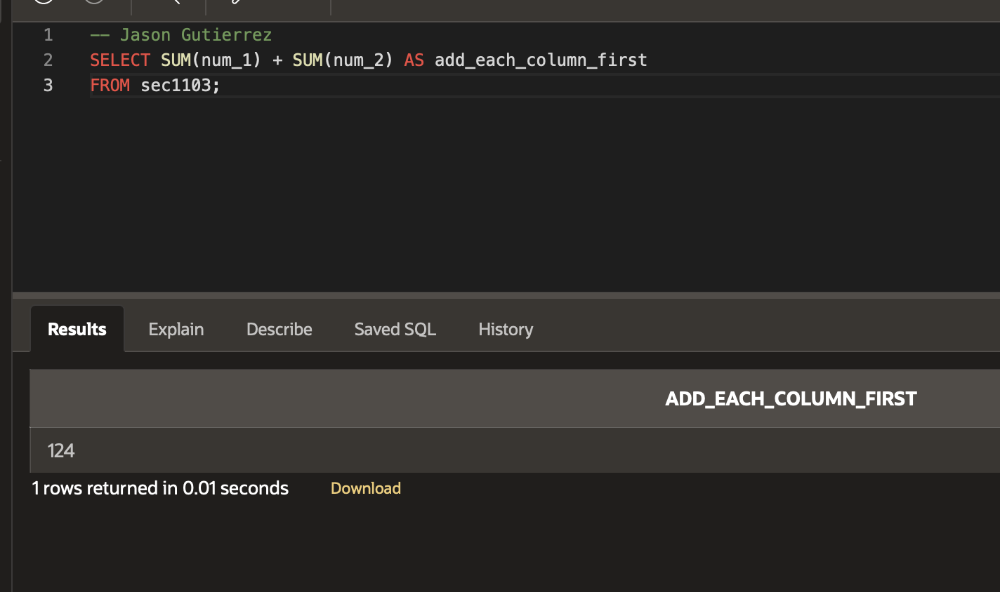 1 -- Jason Gutierrez
2 SELECT SUM(num_1) + SUM(num_2) AS add_each_column_first
3 FROM sec1103;
Results Explain Describe Saved SQL History
ADD_EACH_COLUMN_FIRST
124
1 rows returned in 0.01 seconds Download